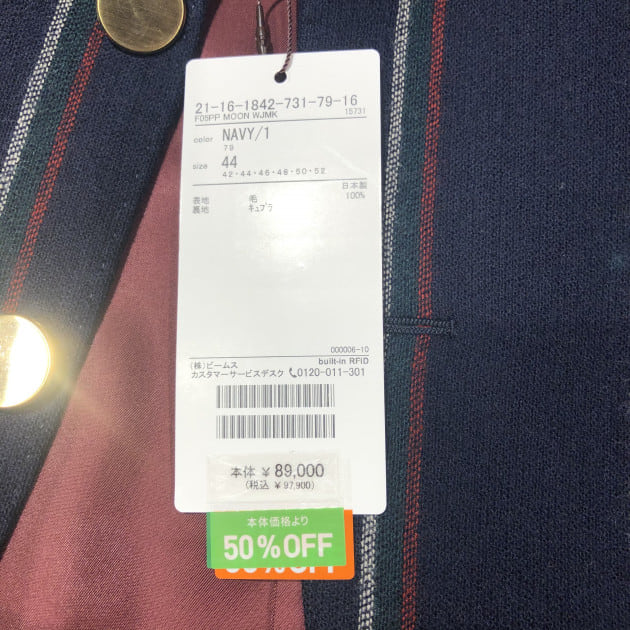 21-16-1842-731-79-16
F05PP MOON WJMK 15731
color NAVY/1
79
size 44
42・44・46・48・50・52
日本製
表地 毛 100%
裏地 キュプラ
000006-10
(株)ビームス built-in RFID
カスタマーサービスデスク 0120-011-301
本体 ¥ 89,000
(税込 ¥ 97,900)
本体価格より
50%OFF